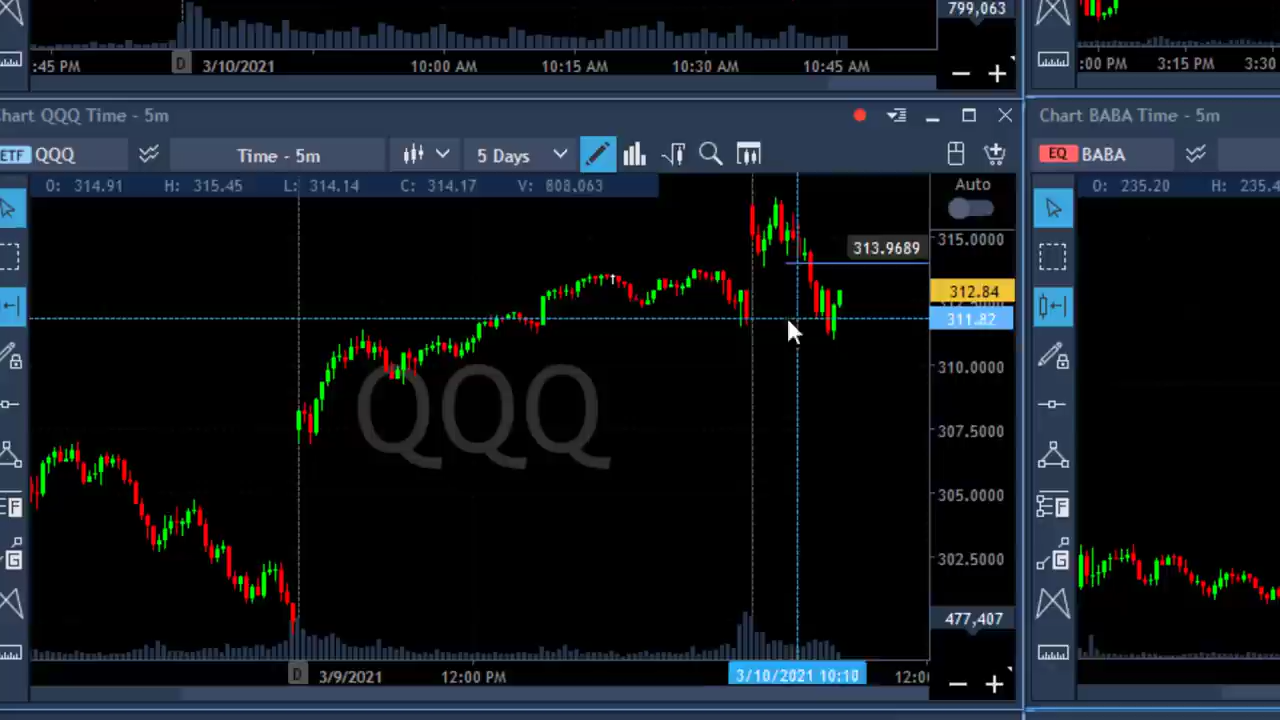 799,063
:45 PM D 3/10/2021 10:00 AM 10:15 AM 10:30 AM 10:45 AM
:00 PM 3:15 PM 3:30
Chart QQQ Time - 5m
Chart BABA Time - 5m
ETF QQQ Time - 5m 5 Days
EQ BABA
O: 314.91 H: 315.45 L: 314.14 C: 314.17 V: 808,063
Auto
O: 235.20 H: 235.4
315.0000
313.9689
312.84
311.82
310.0000
QQQ
307.5000
305.0000
F
F
G
G
302.5000
477,407
D 3/9/2021 12:00 PM 3/10/2021 10:10 12:00